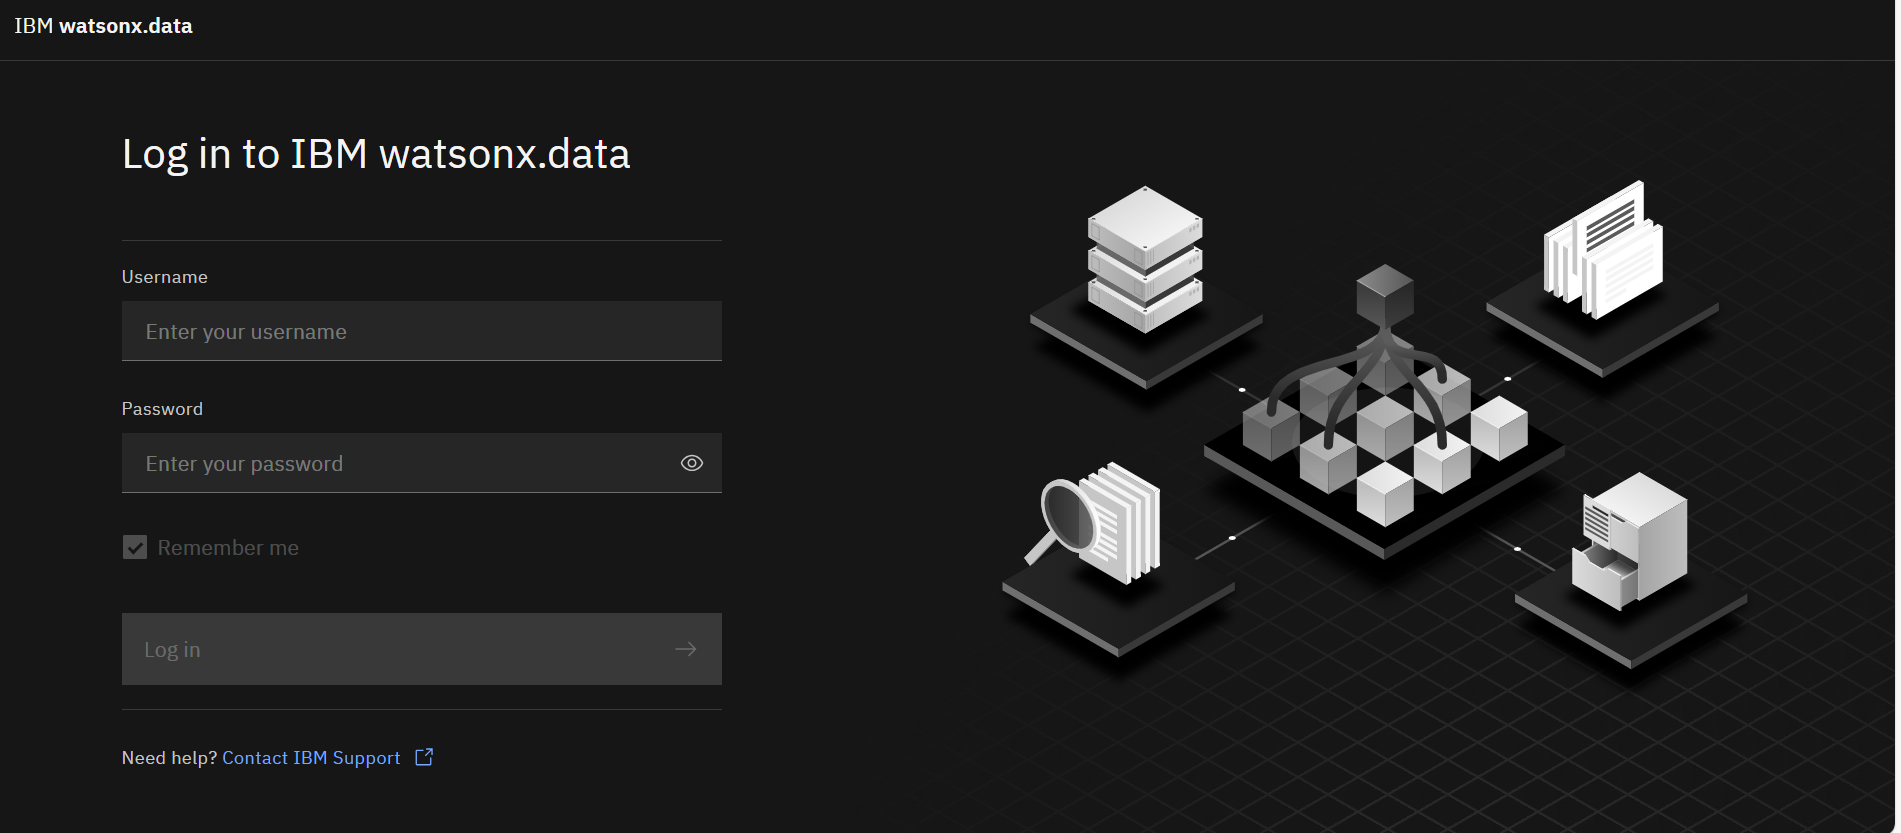 IBM watsonx.data
Log in to IBM watsonx.data
Username
Enter your username
Password
Enter your password
Remember me
Log in
Need help? Contact IBM Support